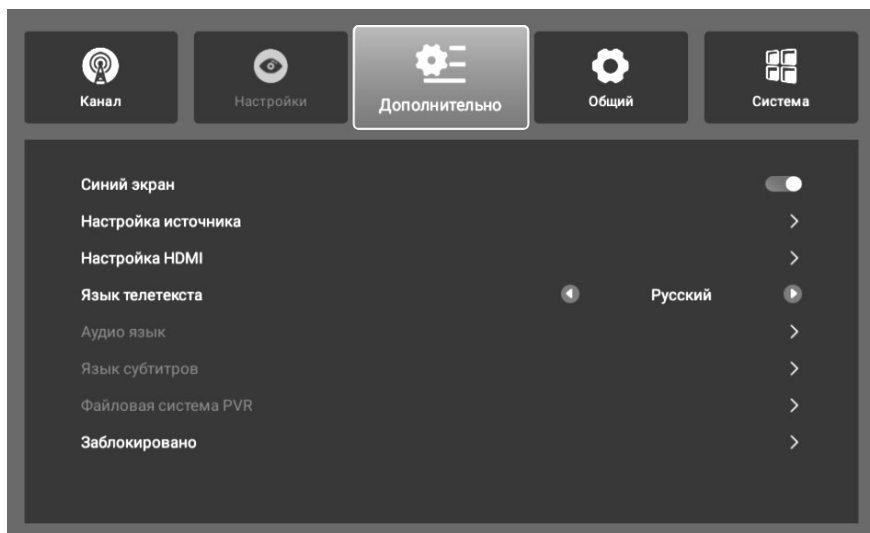 Канал
Настройки
Дополнительно
Общий
Система
Синий экран
Настройка источника
Настройка HDMI
Язык телетекста Русский
Аудио язык
Язык субтитров
Файловая система PVR
Заблокировано